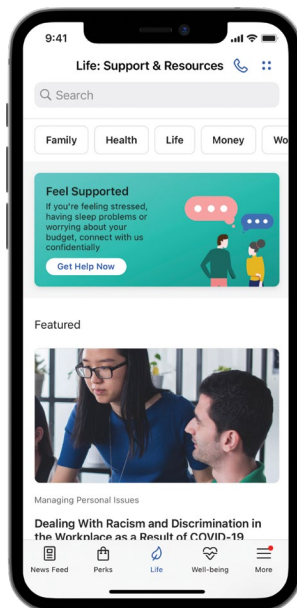 9:41
Life: Support & Resources
Search
Family Health Life Money Wo
Feel Supported
If you're feeling stressed,
having sleep problems or
worrying about your
budget, connect with us
confidentially
Get Help Now
Featured
Managing Personal Issues
Dealing With Racism and Discrimination in
the Workplace as a Result of COVID-19
News Feed Perks Life Well-being More